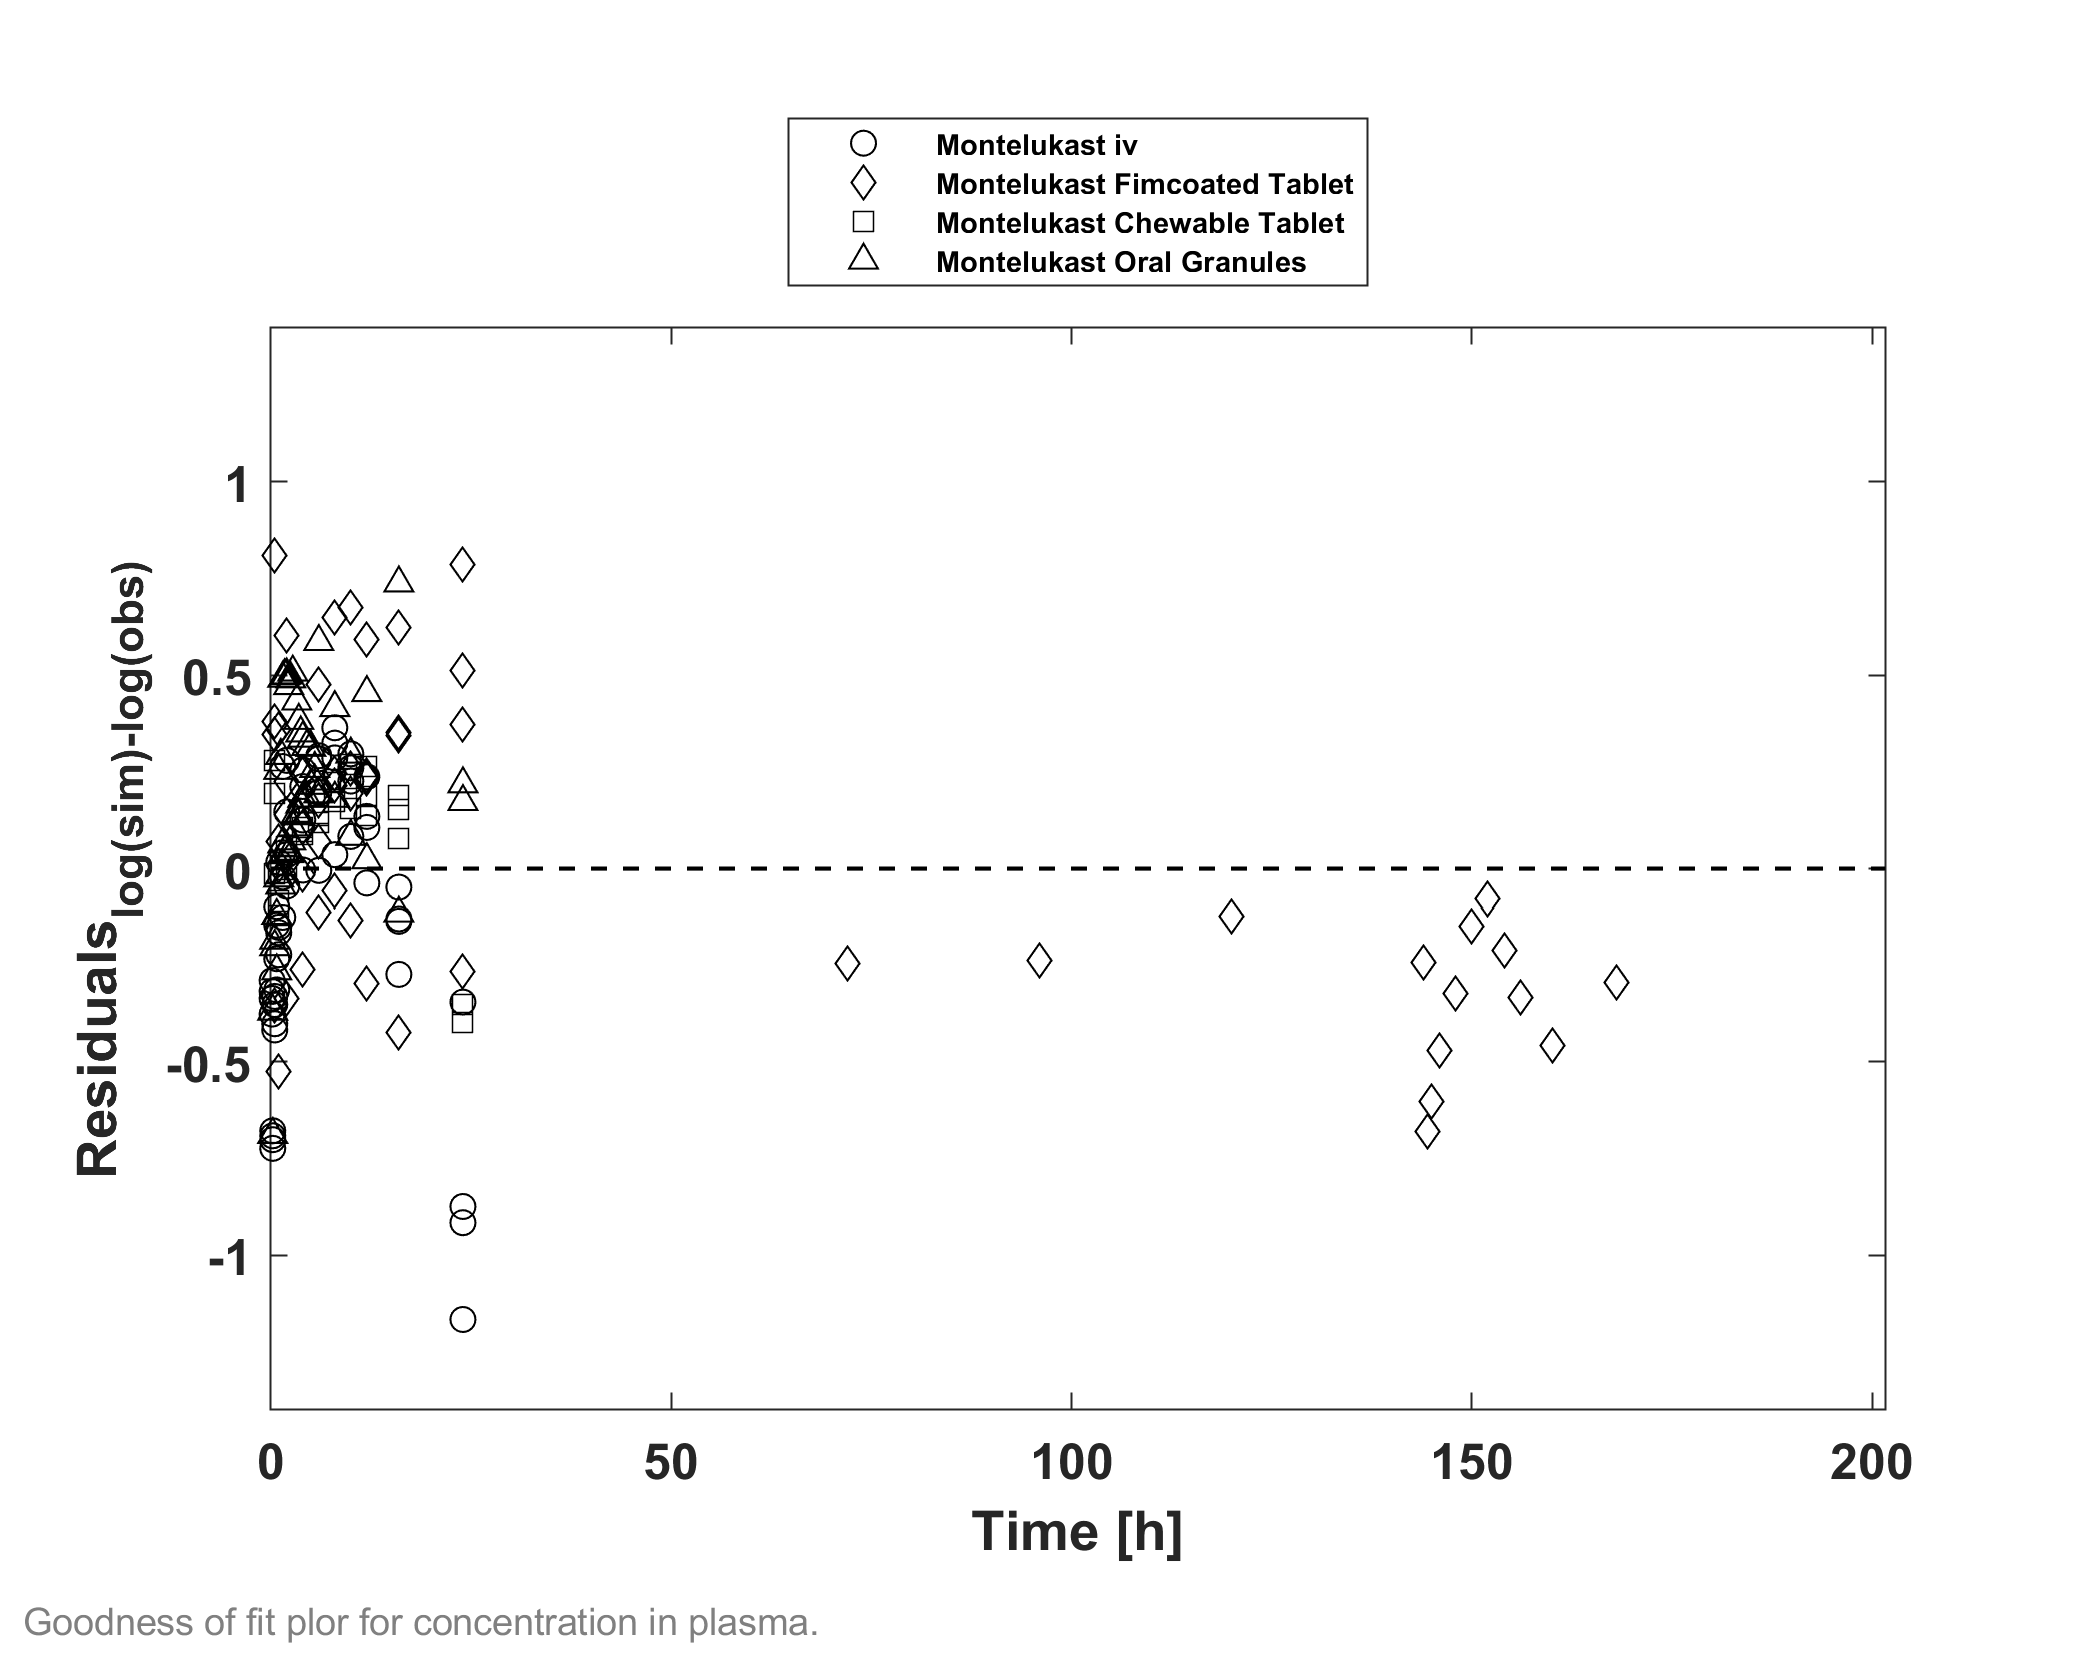 Montelukast iv
Montelukast Fimcoated Tablet
Montelukast Chewable Tablet
Montelukast Oral Granules
1
0.5
0
-0.5
-1
Residuals log(sim)-log(obs)
0 50 100 150 200
Time [h]
Goodness of fit plor for concentration in plasma.